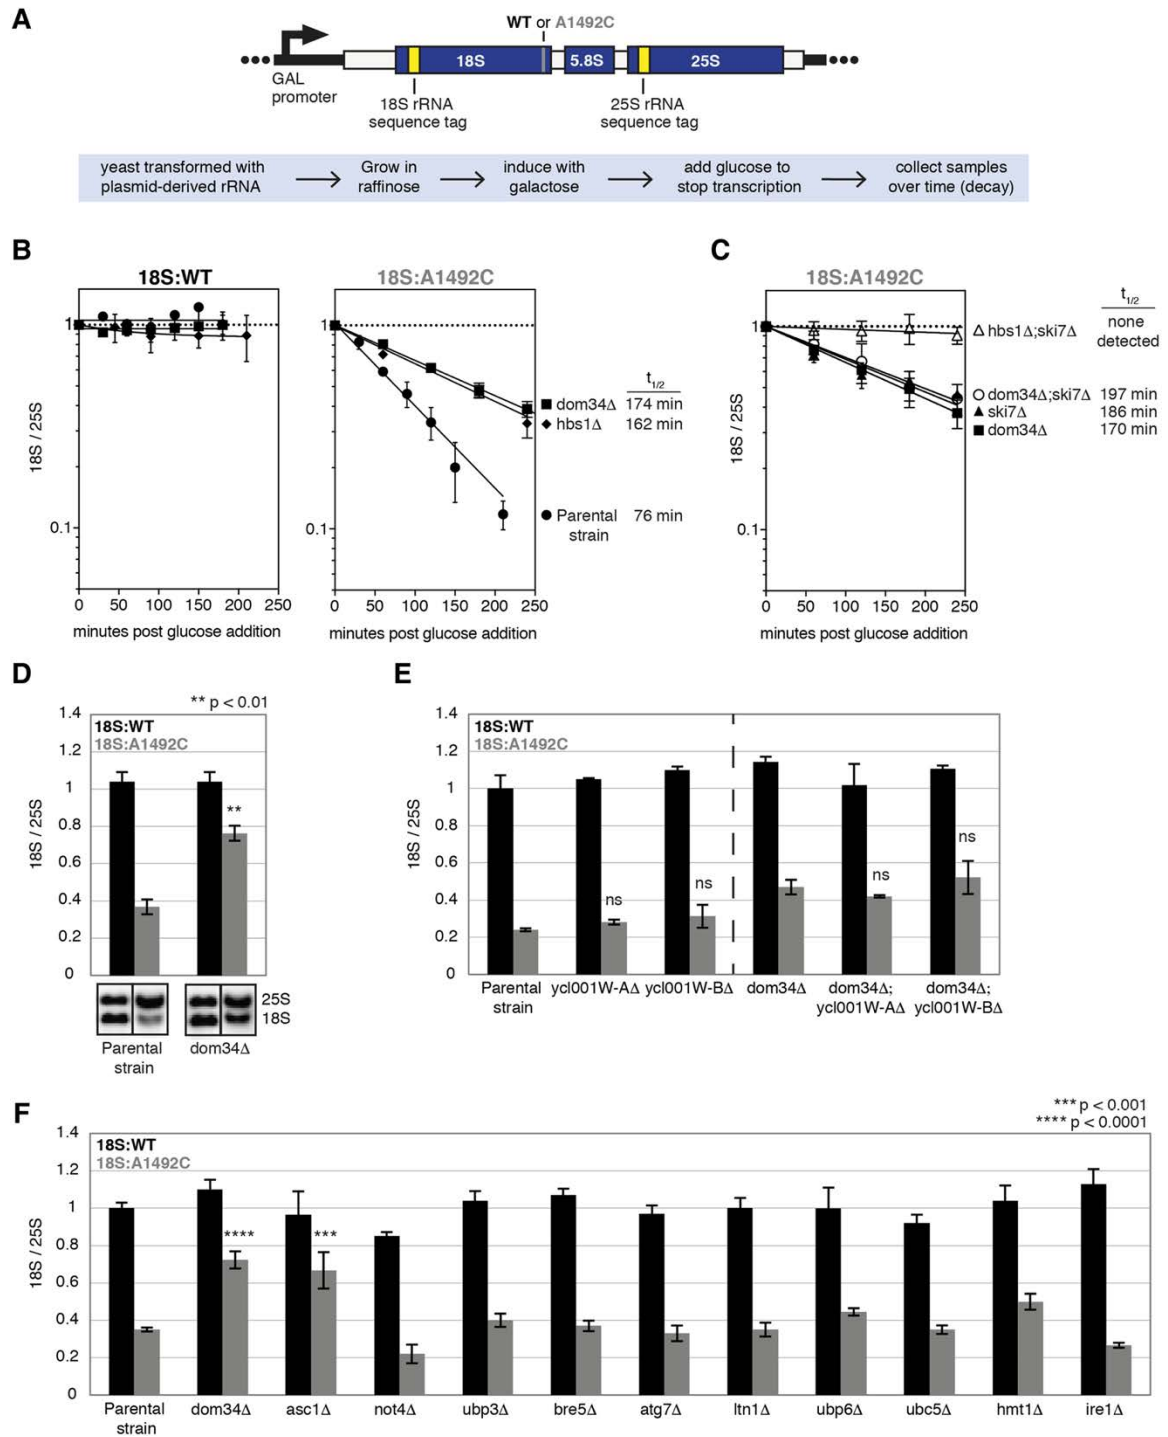 A
WT or A1492C
18S
5.8S
25S
GAL
promoter
18S rRNA
sequence tag
25S rRNA
sequence tag
yeast transformed with
plasmid-derived rRNA
Grow in
raffinose
induce with
galactose
add glucose to
stop transcription
collect samples
over time (decay)
B
18S:WT
18S / 25S
1
0.1
0 50 100 150 200 250
minutes post glucose addition
18S:A1492C
1
0.1
0 50 100 150 200 250
minutes post glucose addition
t1/2
dom34Δ 174 min
hbs1Δ 162 min
Parental
strain
76 min
C
18S:A1492C
18S / 25S
1
0.1
0 50 100 150 200 250
minutes post glucose addition
t1/2
hbs1Δ;ski7Δ
none
detected
dom34Δ;ski7Δ 197 min
ski7Δ 186 min
dom34Δ 170 min
D
** p < 0.01
18S:WT
18S:A1492C
18S / 25S
1.4
1.2
1
0.8
0.6
0.4
0.2
0
**
25S
18S
Parental
strain
dom34Δ
E
18S:WT
18S:A1492C
18S / 25S
1.4
1.2
1
0.8
0.6
0.4
0.2
0
ns
ns
ns
ns
Parental
strain
ycl001W-AΔ
ycl001W-BΔ
dom34Δ
dom34Δ;
ycl001W-AΔ
dom34Δ;
ycl001W-BΔ
F
*** p < 0.001
**** p < 0.0001
18S:WT
18S:A1492C
18S / 25S
1.4
1.2
1
0.8
0.6
0.4
0.2
0
****
***
Parental
strain
dom34Δ
asc1Δ
not4Δ
ubp3Δ
bre5Δ
atg7Δ
ltn1Δ
ubp6Δ
ubc5Δ
hmt1Δ
ire1Δ